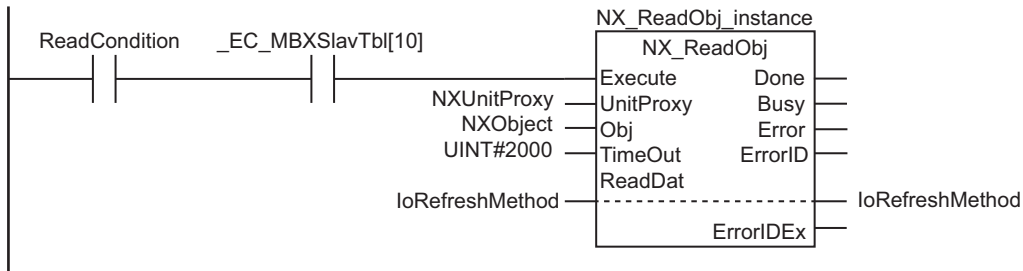 NX_ReadObj_instance
ReadCondition _EC_MBXSlavTbl[10] NX_ReadObj
Execute Done
NXUnitProxy UnitProxy Busy
NXObject Obj Error
UINT#2000 TimeOut ErrorID
ReadDat
IoRefreshMethod IoRefreshMethod
ErrorIDEx